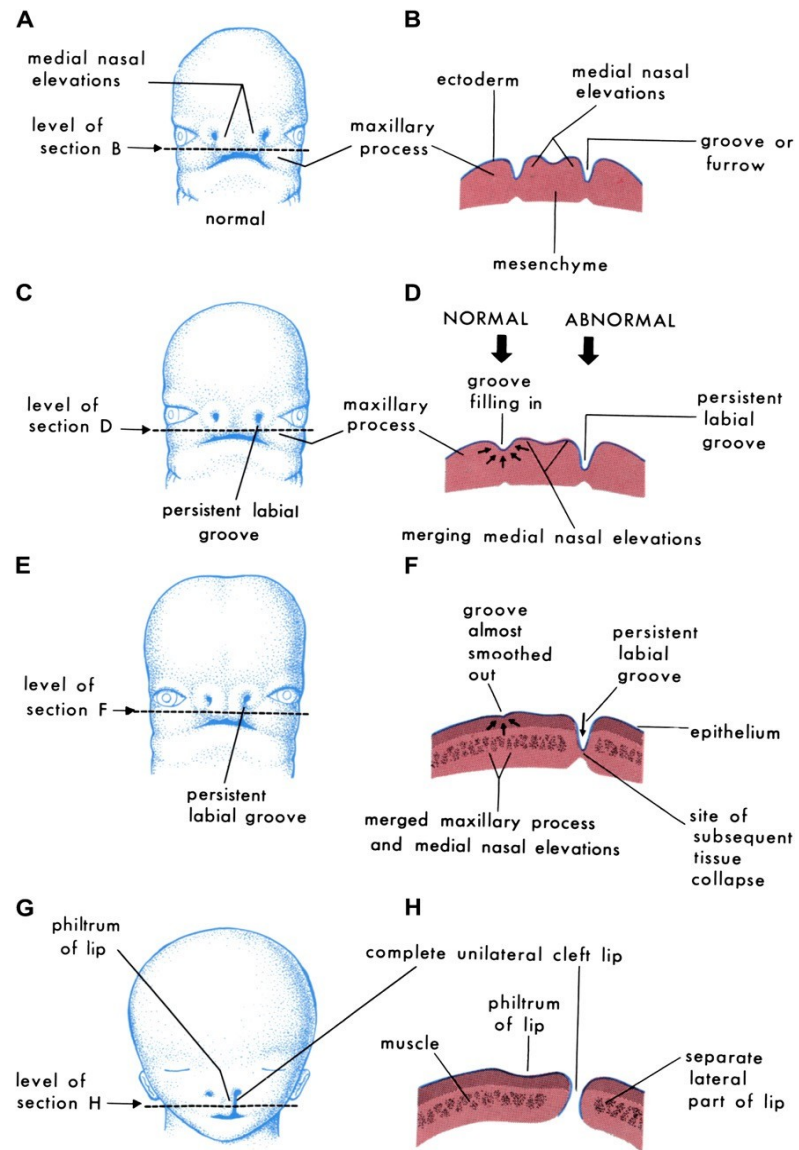 A
medial nasal
elevations
level of
section B
maxillary
process
normal
B
ectoderm
medial nasal
elevations
groove or
furrow
mesenchyme
C
level of
section D
maxillary
process
persistent labial
groove
D
NORMAL
ABNORMAL
groove
filling in
persistent
labial
groove
merging medial nasal elevations
E
level of
section F
persistent
labial groove
F
groove
almost
smoothed
out
persistent
labial
groove
epithelium
merged maxillary process
and medial nasal elevations
site of
subsequent
tissue
collapse
G
philtrum
of lip
complete unilateral cleft lip
level of
section H
H
philtrum
of lip
muscle
separate
lateral
part of lip